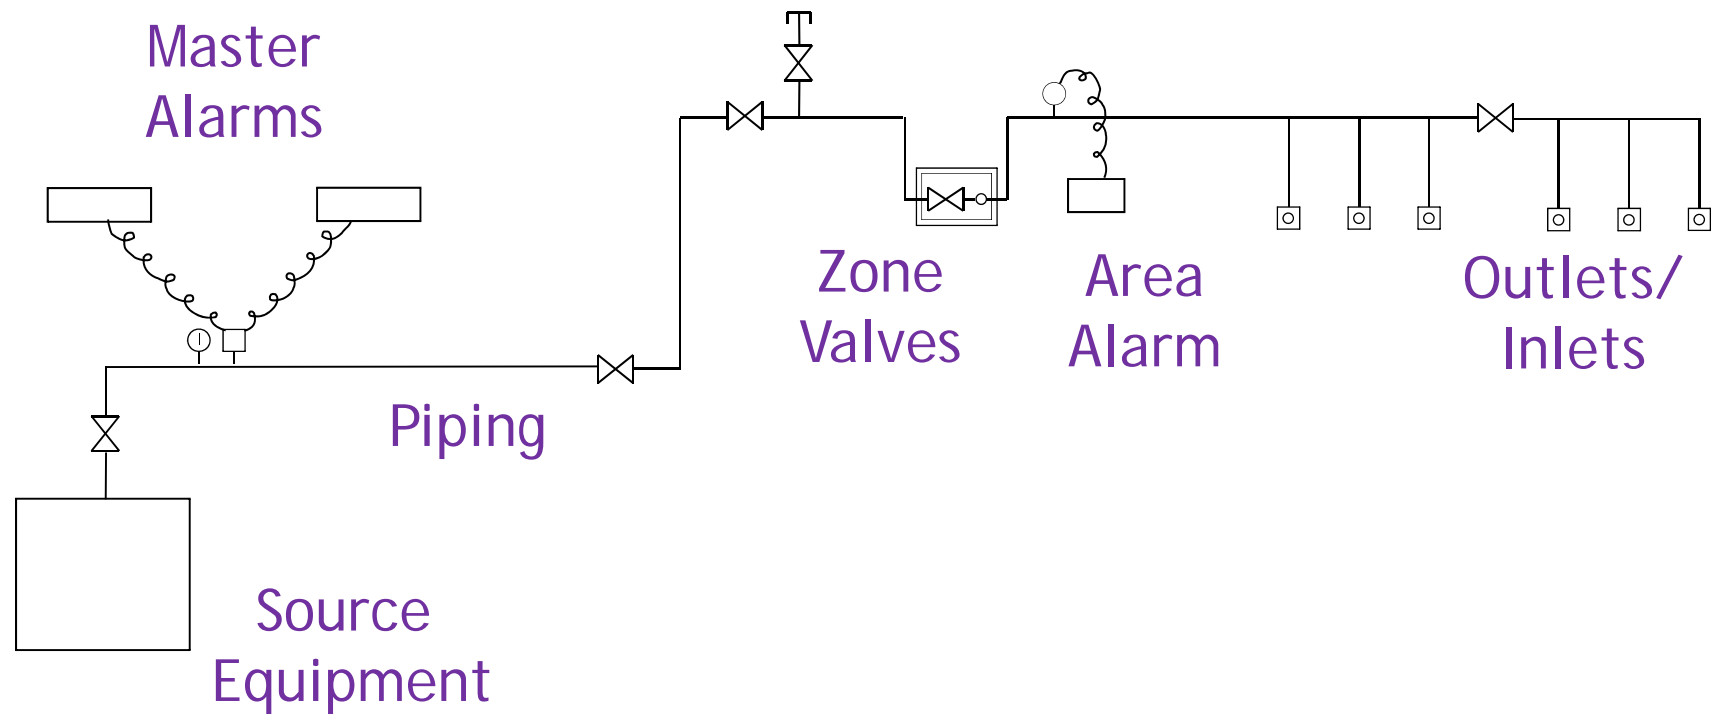 Master
Alarms
Zone
Valves
Area
Alarm
Outlets/
Inlets
Piping
Source
Equipment